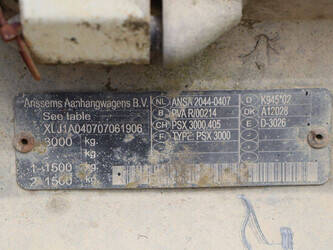 Anssems Aanhangwagens B.V.
See table
XLJ1A040707061906
3000 kg.
kg.
1-1500 kg.
2-1500 kg.
NL ANSA 2044-0407
B PVA R/00214
CH PSX 3000.405
F TYPE: PSX 3000
D K945*02
DK A12028
E D-3026